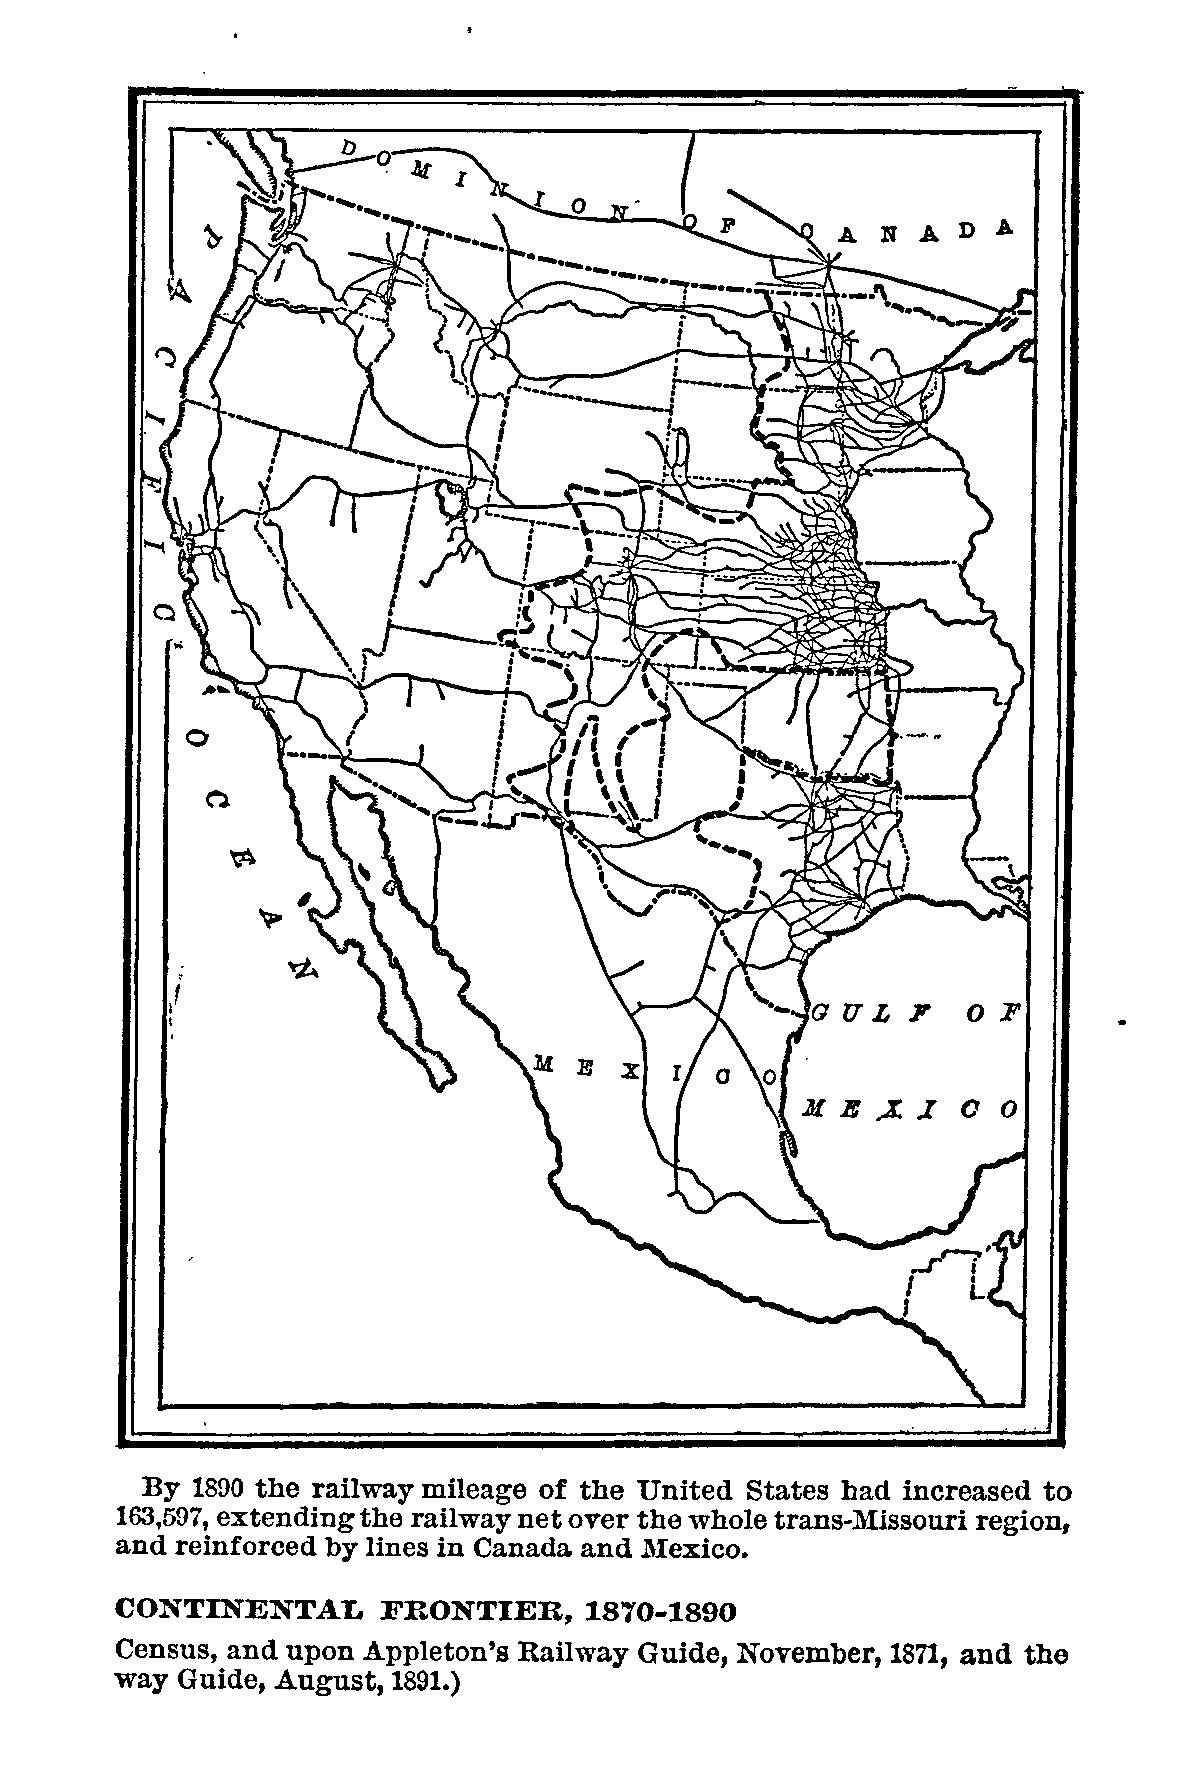 DOMINION OF CANADA
PACIFIC
OCEAN
MEXICO
GULF OF
MEXICO
By 1890 the railway mileage of the United States had increased to
163,597, extending the railway net over the whole trans-Missouri region,
and reinforced by lines in Canada and Mexico.
CONTINENTAL FRONTIER, 1870-1890
Census, and upon Appleton's Railway Guide, November, 1871, and the
way Guide, August, 1891.)